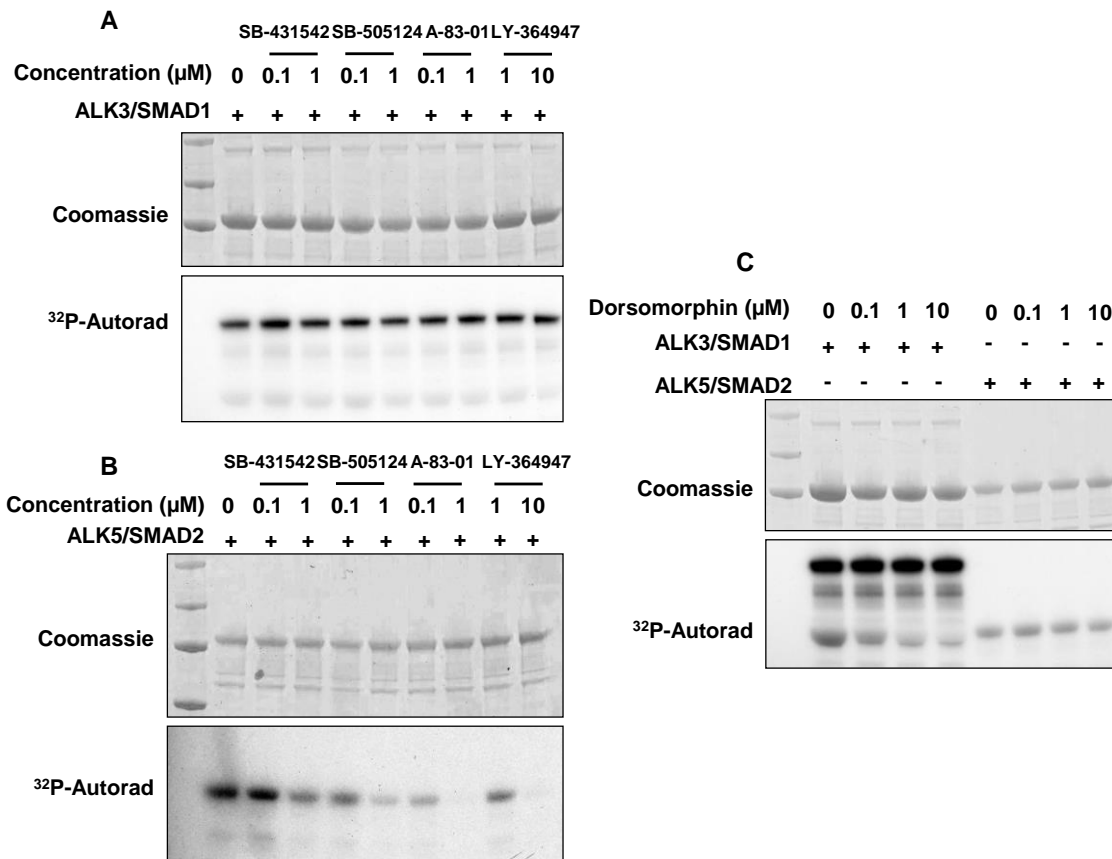 A
SB-431542 SB-505124 A-83-01 LY-364947
Concentration (µM) 0 0.1 1 0.1 1 0.1 1 1 10
ALK3/SMAD1 + + + + + + + + +
Coomassie
32P-Autorad
B
SB-431542 SB-505124 A-83-01 LY-364947
Concentration (µM) 0 0.1 1 0.1 1 0.1 1 1 10
ALK5/SMAD2 + + + + + + + + +
Coomassie
32P-Autorad
C
Dorsomorphin (µM) 0 0.1 1 10 0 0.1 1 10
ALK3/SMAD1 + + + + - - - -
ALK5/SMAD2 - - - - + + + +
Coomassie
32P-Autorad